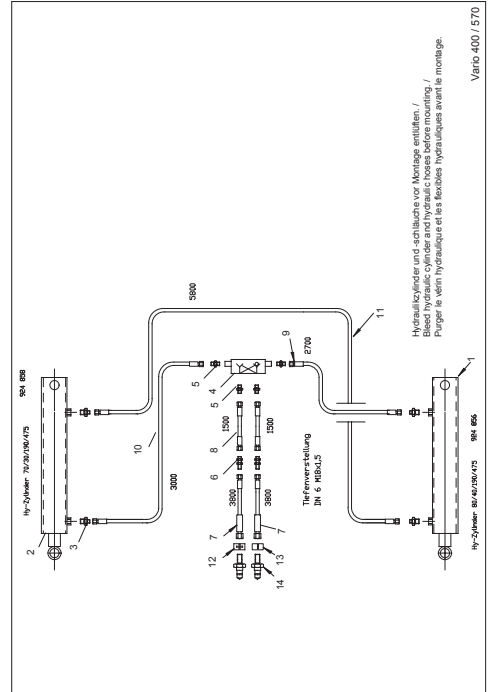 Hy-Zylinder 70/30/190/475   924 858
2
3
10
3000
5800
5
4
5
9
2700
11
1500
8
1500
6
3800
3800
7
7
12
13
14
Tiefenverstellung
DN 6 M18x1,5
1
Hy-Zylinder 80/40/190/475   924 856
Hydraulikzylinder und -schläuche vor Montage entlüften. /
Bleed hydraulic cylinder and hydraulic hoses before mounting. /
Purger le vérin hydraulique et les flexibles hydrauliques avant le montage.
Vario 400 / 570